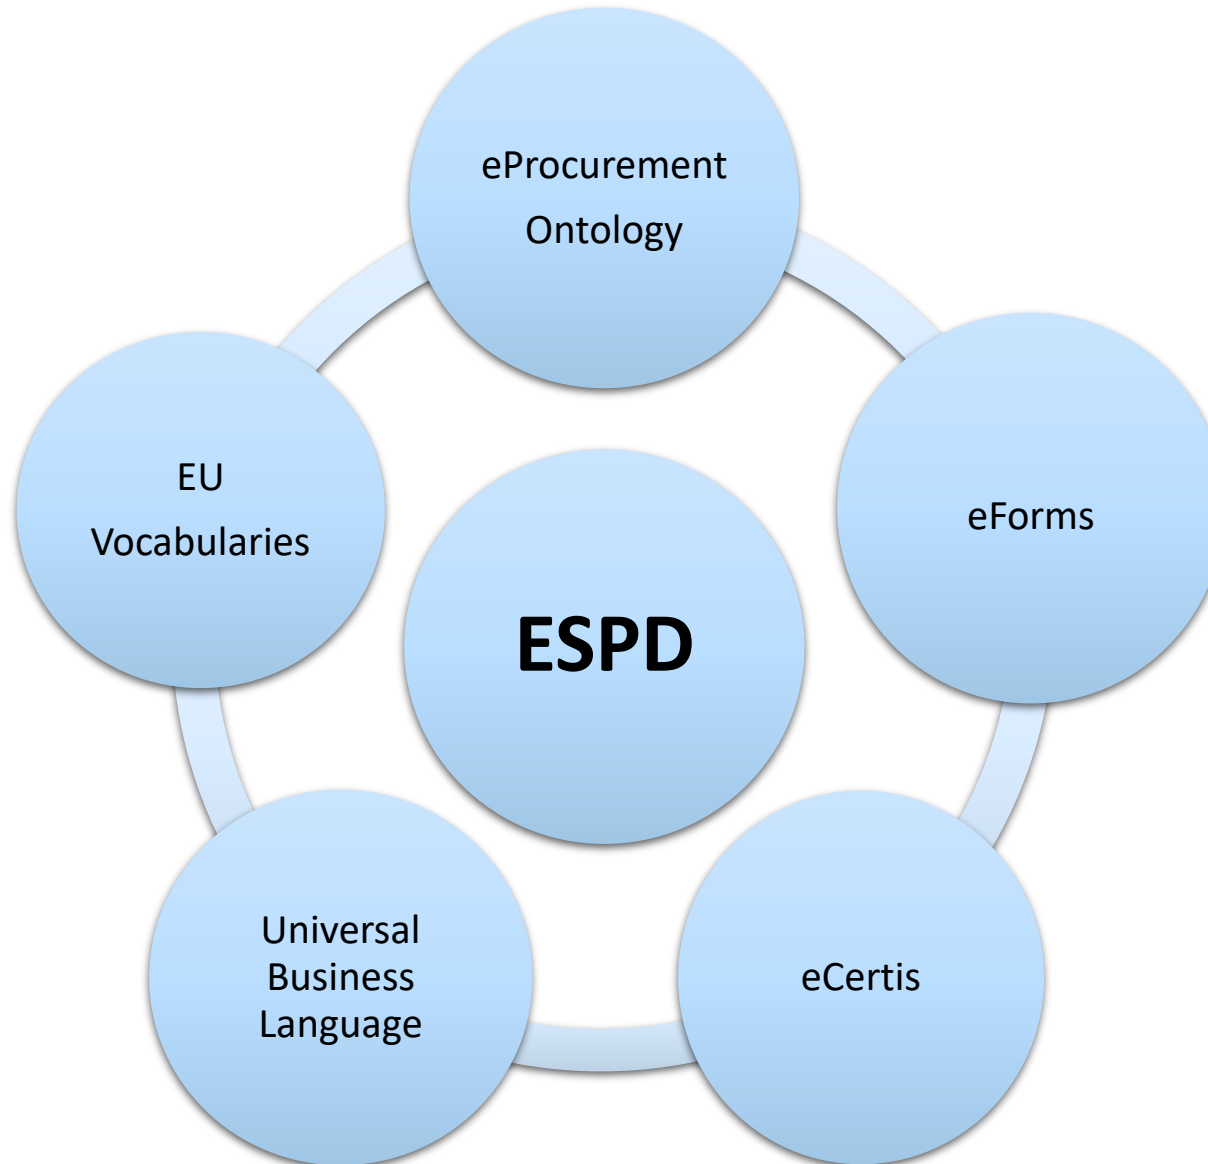 eProcurement
Ontology
EU
Vocabularies
eForms
ESPD
Universal
Business
Language
eCertis